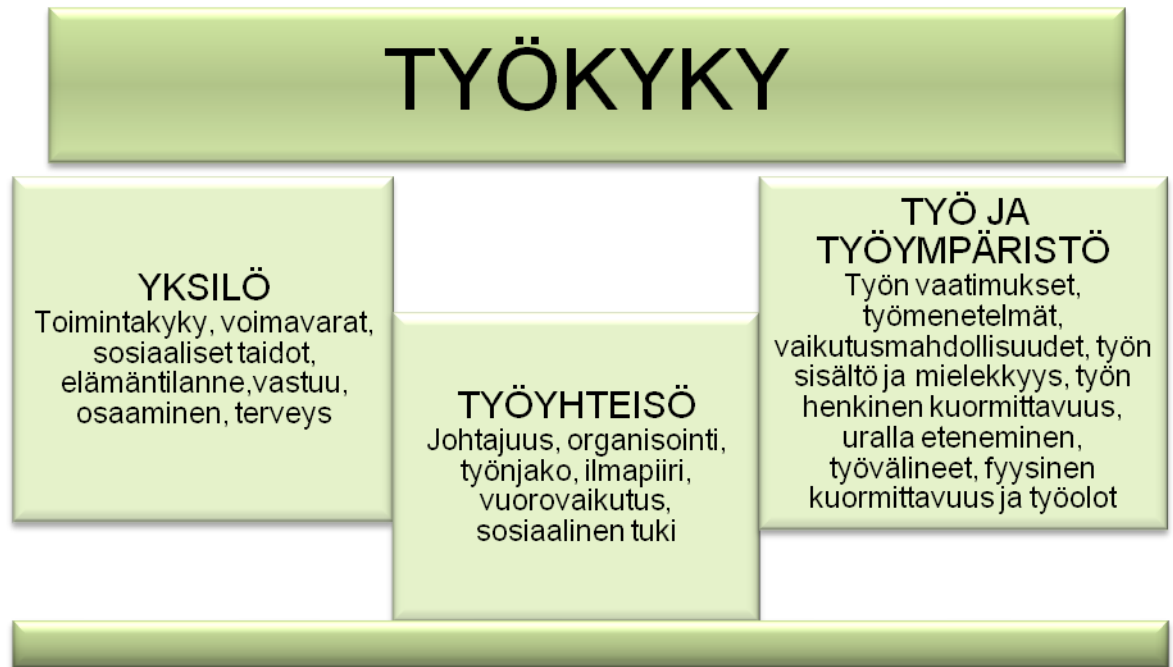 TYÖKYKY
YKSILÖ
Toimintakyky, voimavarat,
sosiaaliset taidot,
elämäntilanne,vastuu,
osaaminen, terveys
TYÖYHTEISÖ
Johtajuus, organisointi,
työnjako, ilmapiiri,
vuorovaikutus,
sosiaalinen tuki
TYÖ JA
TYÖYMPÄRISTÖ
Työn vaatimukset,
työmenetelmät,
vaikutusmahdollisuudet, työn
sisältö ja mielekkyys, työn
henkinen kuormittavuus,
uralla eteneminen,
työvälineet, fyysinen
kuormittavuus ja työolot